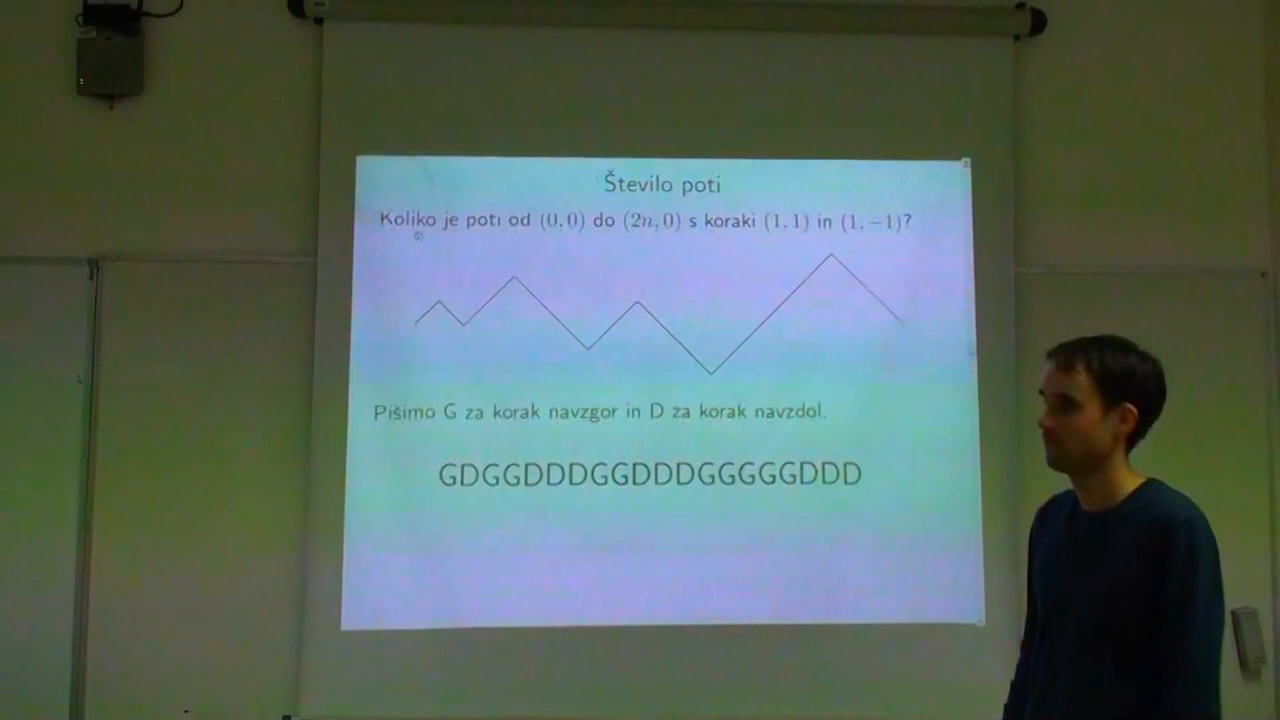 Število poti
Koliko je poti od (0, 0) do (2n, 0) s koraki (1, 1) in (1, −1)?
Pišimo G za korak navzgor in D za korak navzdol.
GDGGDDDGGDDDGGGGGDDD